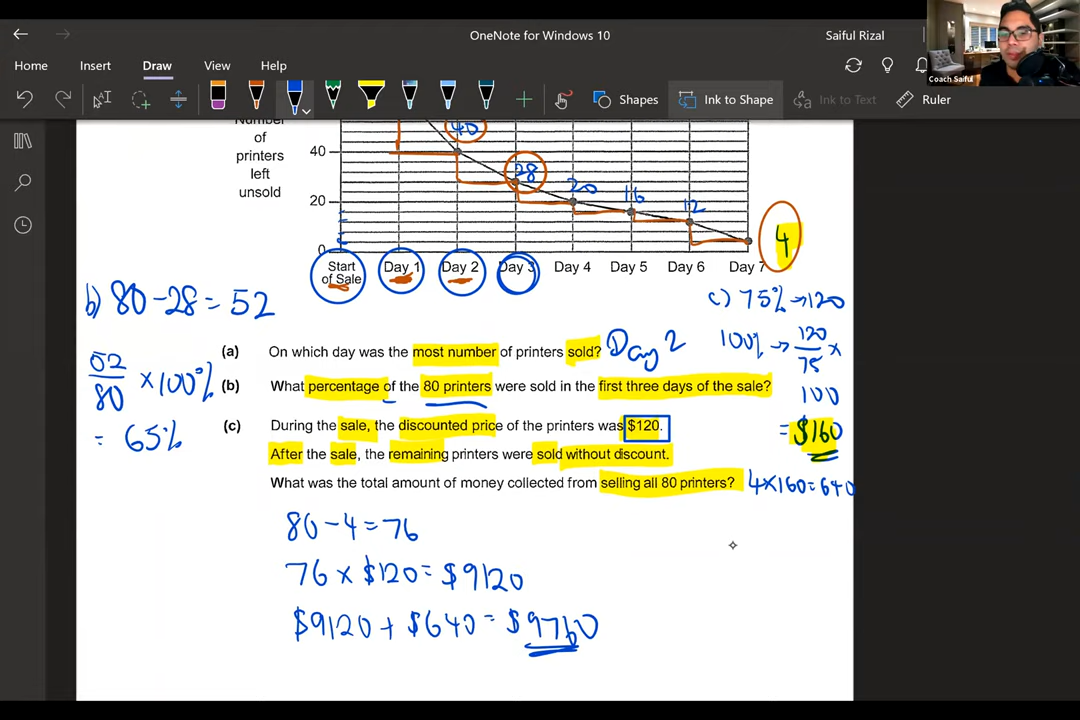 OneNote for Windows 10
Saiful Rizal
Coach Saiful
Home Insert Draw View Help
Shapes Ink to Shape Ink to Text Ruler
Number
of
printers
left
unsold
40
20
0
40
28
20
16
12
4
Start
of Sale
Day 1 Day 2 Day 3 Day 4 Day 5 Day 6 Day 7
b) 80 - 28 = 52
52
80
× 100%
= 65%
c) 75% → 120
100% → 120
75
×
100
= $160
(a) On which day was the most number of printers sold? Day 2
(b) What percentage of the 80 printers were sold in the first three days of the sale?
(c) During the sale, the discounted price of the printers was $120.
After the sale, the remaining printers were sold without discount.
What was the total amount of money collected from selling all 80 printers? 4×160=640
80 - 4 = 76
76 × $120 = $9120
$9120 + $640 = $9760